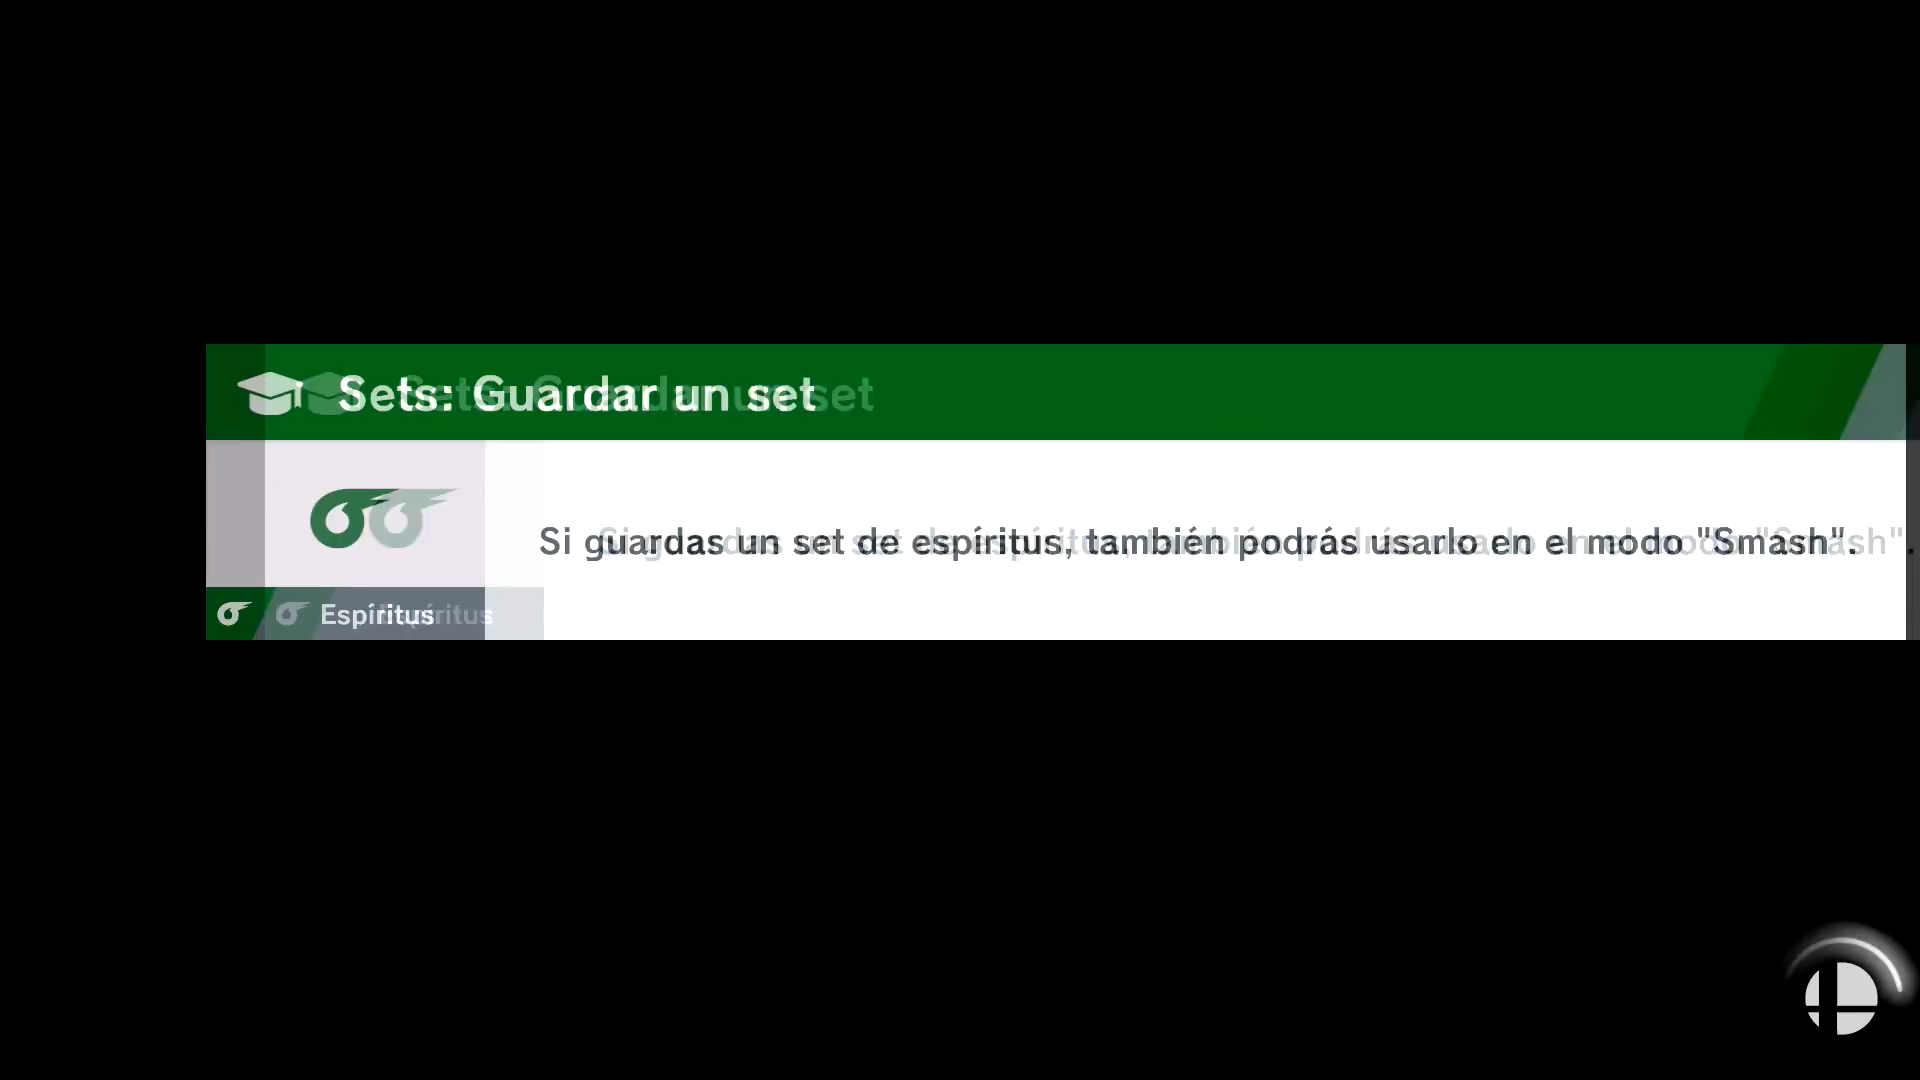 Sets: Guardar un set
Si guardas un set de espíritus, también podrás usarlo en el modo "Smash".
Espíritus